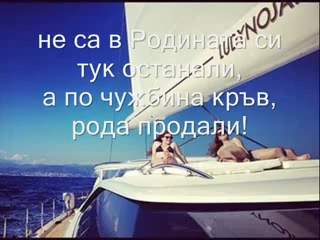 не са в Родината си
тук останали,
а по чужбина кръв,
рода продали!